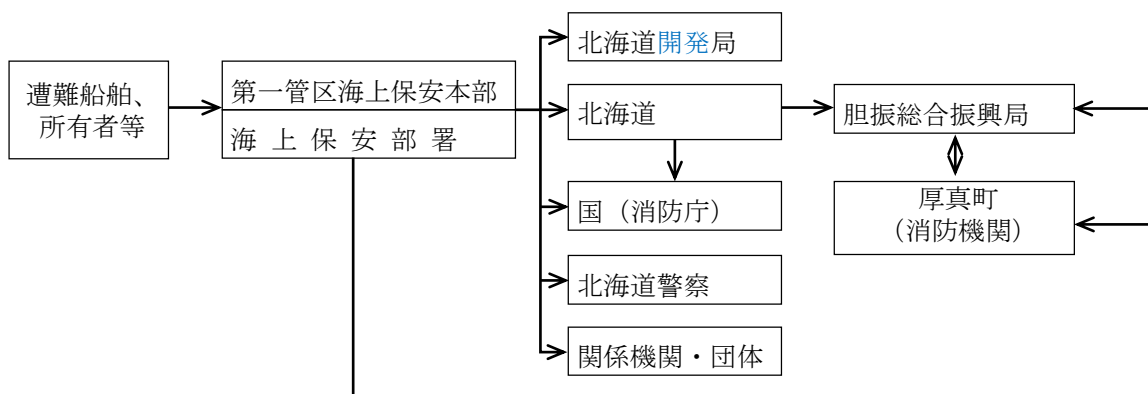 遭難船舶、
所有者等
第一管区海上保安本部
海上保安部署
北海道開発局
北海道
国（消防庁）
北海道警察
関係機関・団体
胆振総合振興局
厚真町
（消防機関）